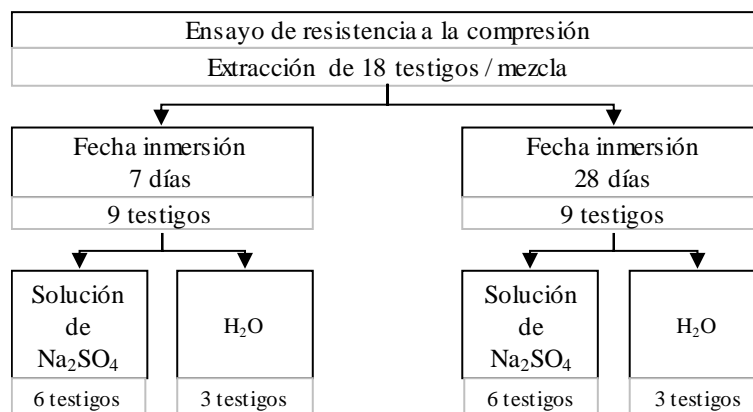 Ensayo de resistencia a la compresión
Extracción de 18 testigos / mezcla
Fecha inmersión
7 días
9 testigos
Fecha inmersión
28 días
9 testigos
Solución
de
Na₂SO₄
6 testigos
H₂O
3 testigos
Solución
de
Na₂SO₄
6 testigos
H₂O
3 testigos